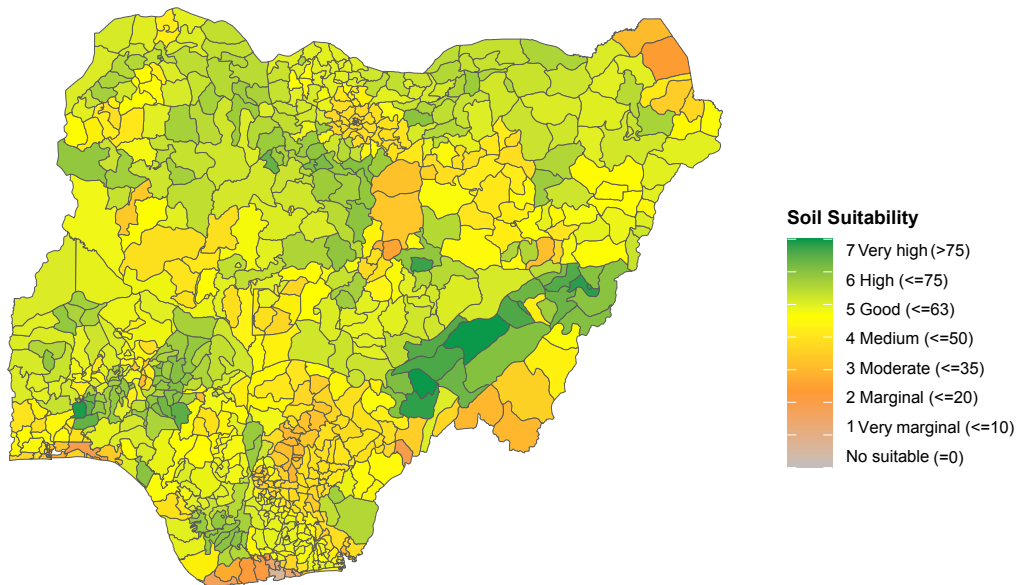 Soil Suitability
7 Very high (>75)
6 High (<=75)
5 Good (<=63)
4 Medium (<=50)
3 Moderate (<=35)
2 Marginal (<=20)
1 Very marginal (<=10)
No suitable (=0)